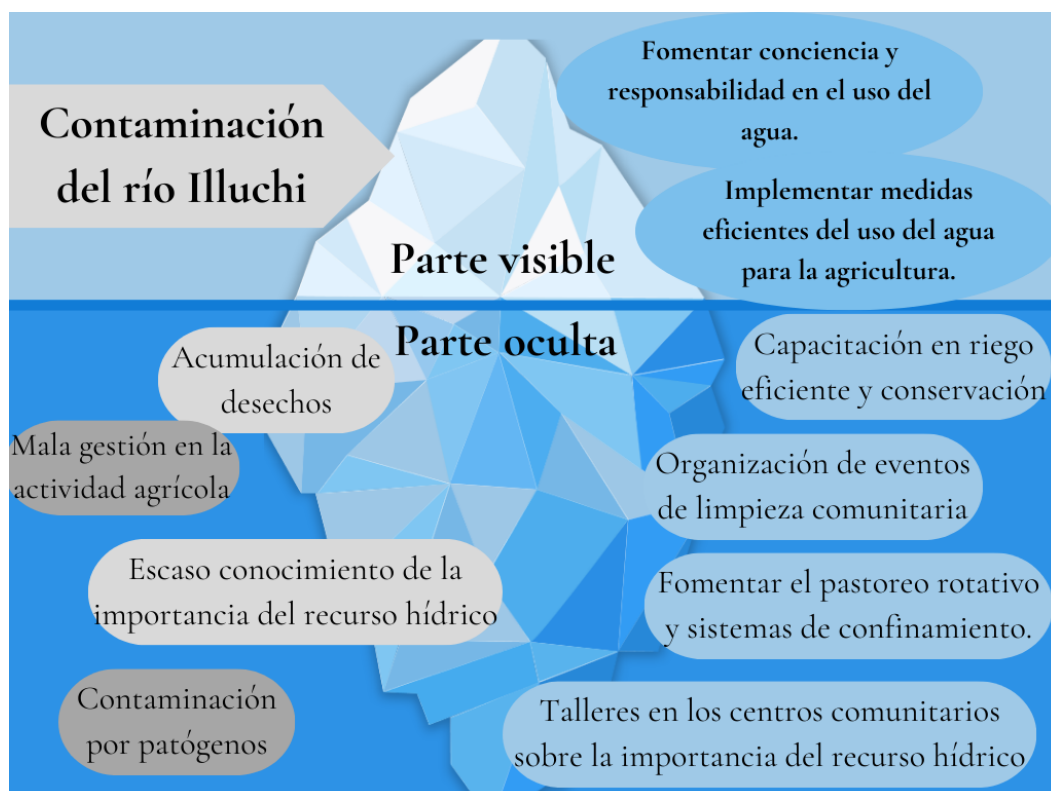 Contaminación
del río Illuchi
Fomentar conciencia y
responsabilidad en el uso del
agua.
Implementar medidas
eficientes del uso del agua
para la agricultura.
Parte visible
Parte oculta
Acumulación de
desechos
Mala gestión en la
actividad agrícola
Escaso conocimiento de la
importancia del recurso hídrico
Contaminación
por patógenos
Capacitación en riego
eficiente y conservación
Organización de eventos
de limpieza comunitaria
Fomentar el pastoreo rotativo
y sistemas de confinamiento.
Talleres en los centros comunitarios
sobre la importancia del recurso hídrico